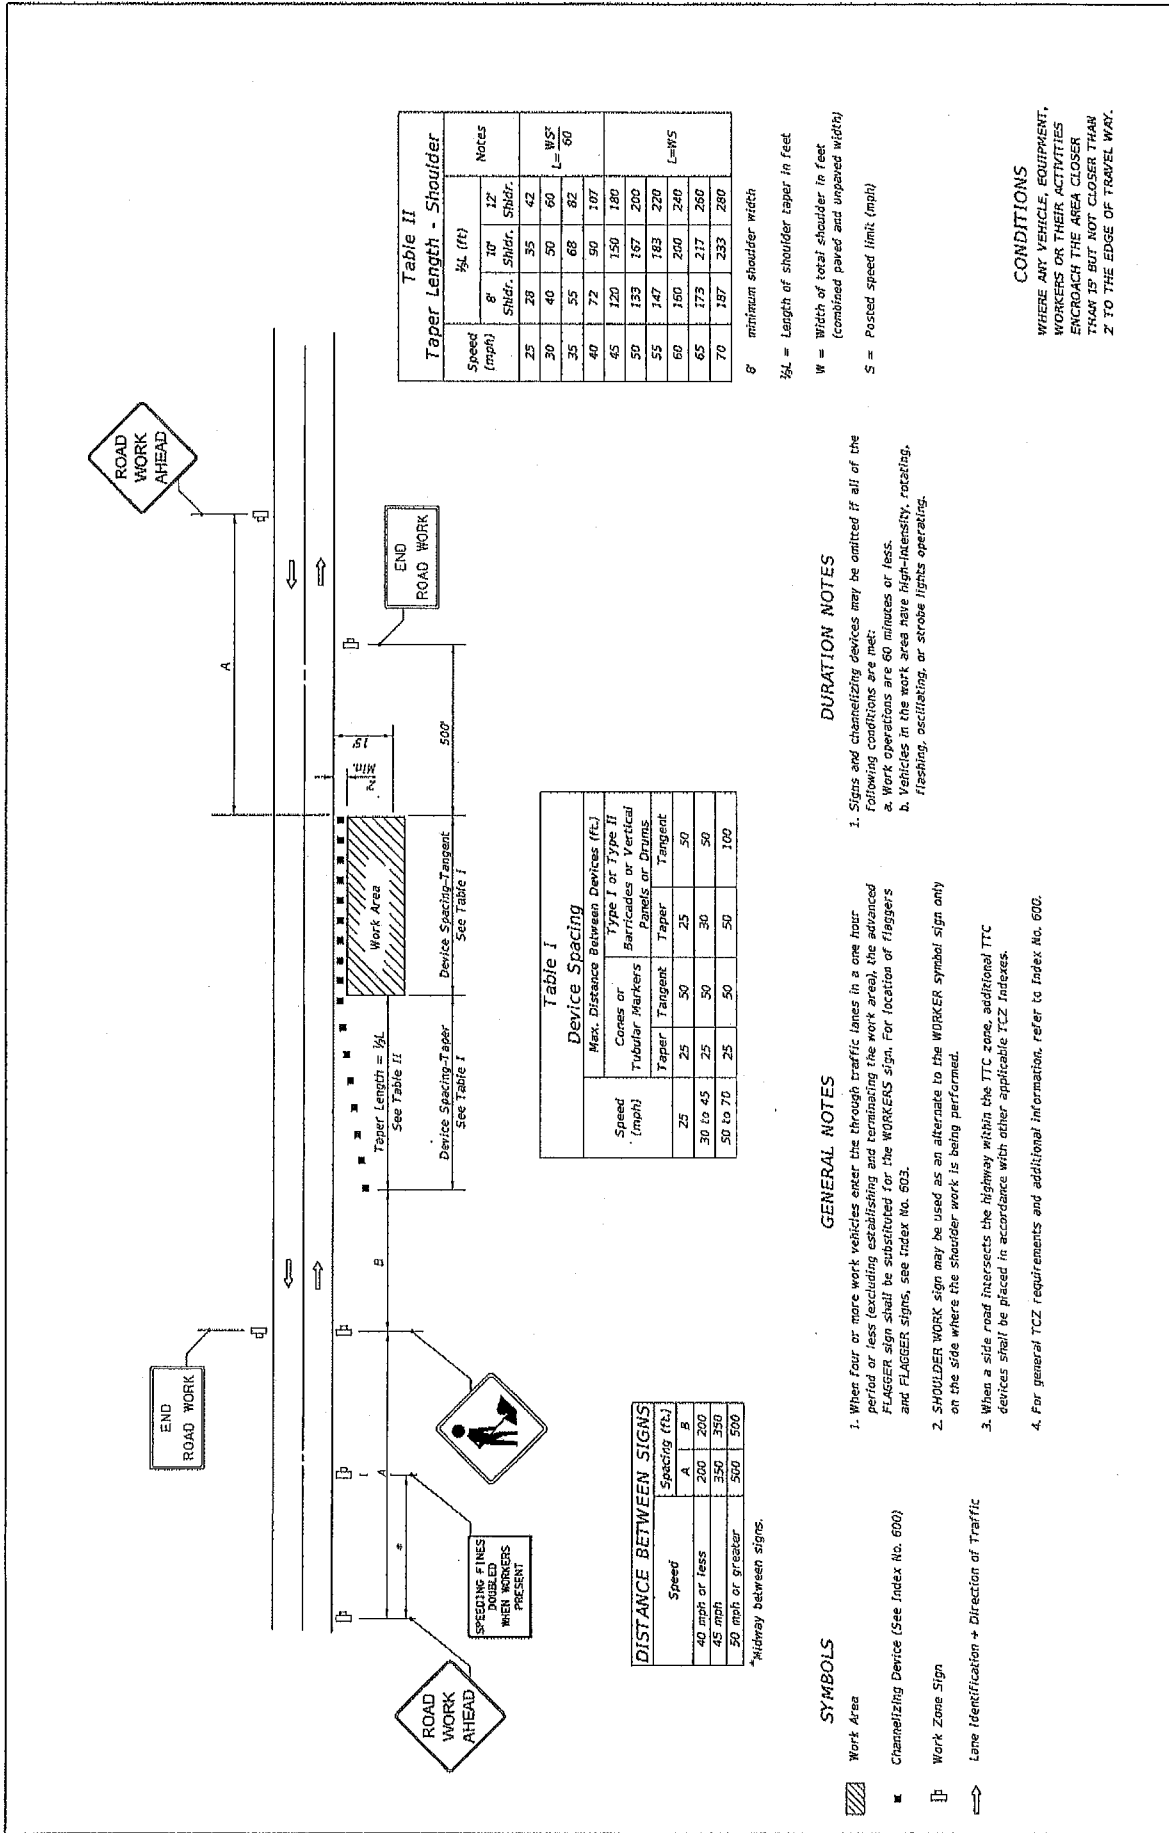 END
ROAD WORK
ROAD
WORK
AHEAD
A
15'
2'
Min.
Work Area
Taper Length = ⅓L
See Table II
B
Device Spacing-Taper
See Table I
Device Spacing-Tangent
See Table I
500'
END
ROAD WORK
A
*
ROAD
WORK
AHEAD
SPEEDING FINES
DOUBLED
WHEN WORKERS
PRESENT
DISTANCE BETWEEN SIGNS
Speed Spacing (ft.)
A B
40 mph or less 200 200
45 mph 350 350
50 mph or greater 500 500
*Midway between signs.
Table I
Device Spacing
Speed (mph) Max. Distance Between Devices (ft.)
Cones or Tubular Markers Type I or Type II Barricades or Vertical Panels or Drums
Taper Tangent Taper Tangent
25 25 50 25 50
30 to 45 25 50 30 50
50 to 70 25 50 50 100
Table II
Taper Length - Shoulder
Speed (mph) ⅓L (ft) Notes
8' Shldr. 10' Shldr. 12' Shldr.
25 28 35 42 L= WS²/60
30 40 50 60
35 55 68 82
40 72 90 107
45 120 150 180 L=WS
50 133 167 200
55 147 183 220
60 160 200 240
65 173 217 260
70 187 233 280
8' minimum shoulder width
⅓L = Length of shoulder taper in feet
W = Width of total shoulder in feet
(combined paved and unpaved width)
S = Posted speed limit (mph)
SYMBOLS
Work Area
Channelizing Device (See Index No. 600)
Work Zone Sign
Lane Identification + Direction of Traffic
GENERAL NOTES
1. When four or more work vehicles enter the through traffic lanes in a one hour
period or less (excluding establishing and terminating the work area), the advanced
FLAGGER sign shall be substituted for the WORKERS sign. For location of flaggers
and FLAGGER signs, see Index No. 603.
2. SHOULDER WORK sign may be used as an alternate to the WORKER symbol sign only
on the side where the shoulder work is being performed.
3. When a side road intersects the highway within the TTC zone, additional TTC
devices shall be placed in accordance with other applicable TCZ Indexes.
4. For general TCZ requirements and additional information, refer to Index No. 600.
DURATION NOTES
1. Signs and channelizing devices may be omitted if all of the
following conditions are met:
a. Work operations are 60 minutes or less.
b. Vehicles in the work area have high-intensity, rotating,
flashing, oscillating, or strobe lights operating.
CONDITIONS
WHERE ANY VEHICLE, EQUIPMENT,
WORKERS OR THEIR ACTIVITIES
ENCROACH THE AREA CLOSER
THAN 15' BUT NOT CLOSER THAN
2' TO THE EDGE OF TRAVEL WAY.